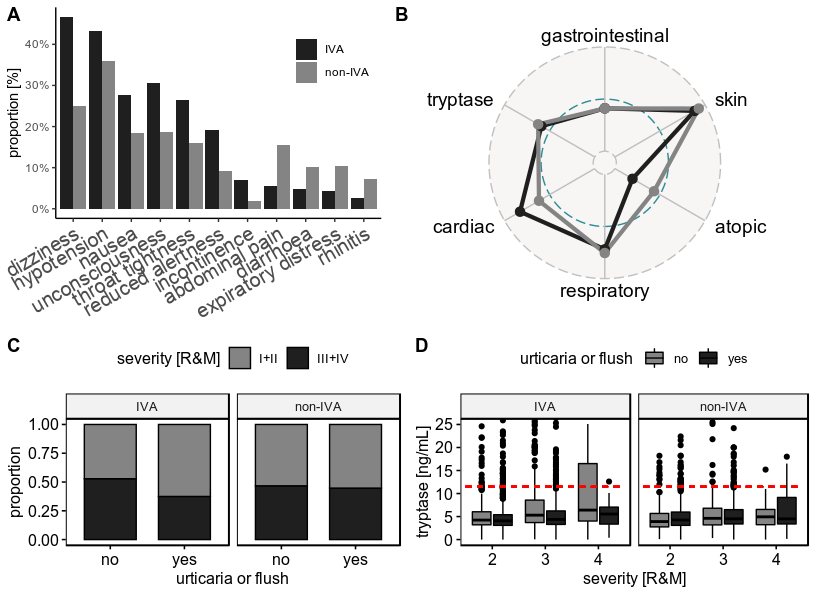 A
proportion [%]
40%
30%
20%
10%
0%
IVA
non-IVA
dizziness
hypotension
nausea
unconsciousness
throat tightness
reduced alertness
incontinence
abdominal pain
diarrhoea
expiratory distress
rhinitis
B
gastrointestinal
tryptase
skin
cardiac
atopic
respiratory
C
severity [R&M] I+II III+IV
IVA non-IVA
proportion
1.00
0.75
0.50
0.25
0.00
no yes no yes
urticaria or flush
D
urticaria or flush no yes
IVA non-IVA
tryptase [ng/mL]
25
20
15
10
5
0
2 3 4 2 3 4
severity [R&M]